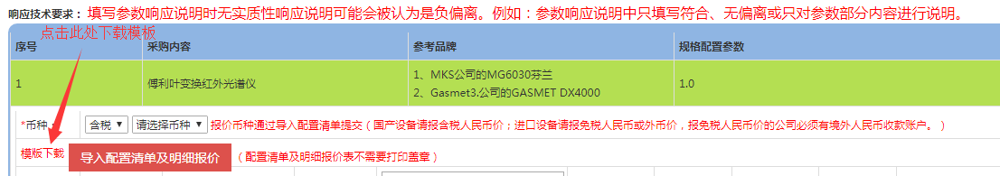 响应技术要求： 填写参数响应说明时无实质性响应说明可能会被认为是负偏离。例如：参数响应说明中只填写符合、无偏离或只对参数部分内容进行说明。
点击此处下载模板
序号 采购内容 参考品牌 规格配置参数
1 傅利叶变换红外光谱仪 1、MKS公司的MG6030芬兰 1.0
2、Gasmet3.公司的GASMET DX4000
*币种： 含税 请选择币种 报价币种通过导入配置清单提交（国产设备请报含税人民币价；进口设备请报免税人民币或外币价，报免税人民币价的公司必须有境外人民币收款账户。）
模版下载 导入配置清单及明细报价 （配置清单及明细报价表不需要打印盖章）